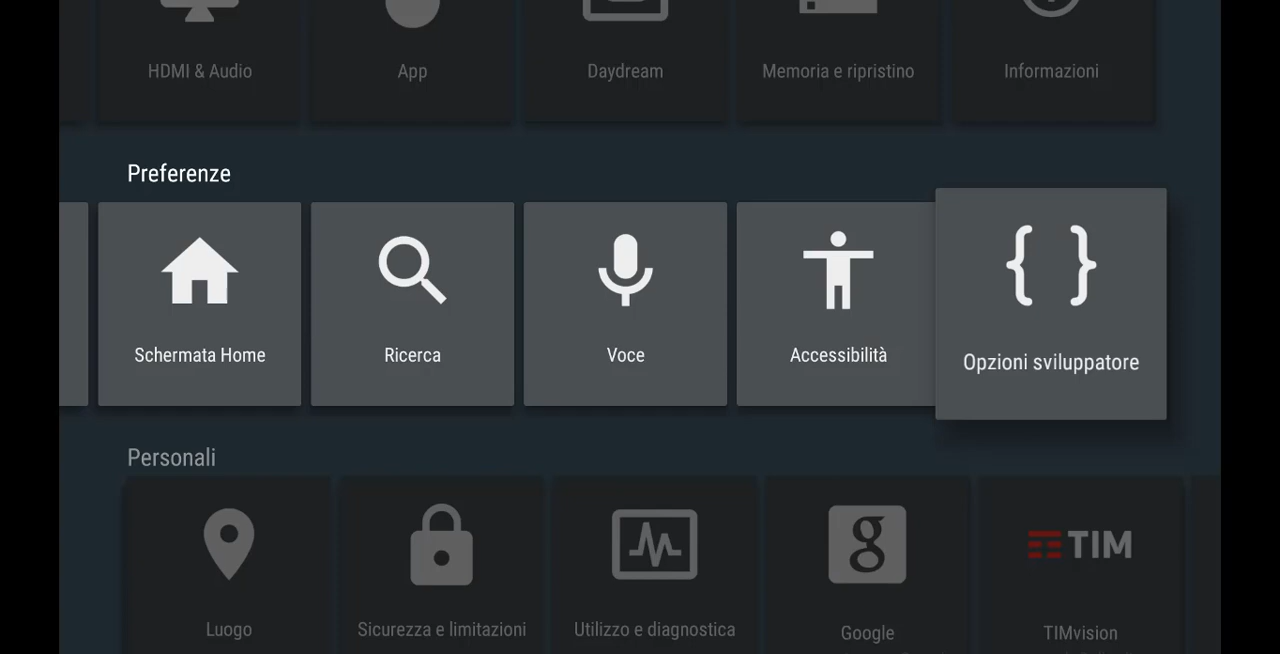 HDMI & Audio
App
Daydream
Memoria e ripristino
Informazioni
Preferenze
Schermata Home
Ricerca
Voce
Accessibilità
Opzioni sviluppatore
Personali
TIM
Luogo
Sicurezza e limitazioni
Utilizzo e diagnostica
Google
TIMvision